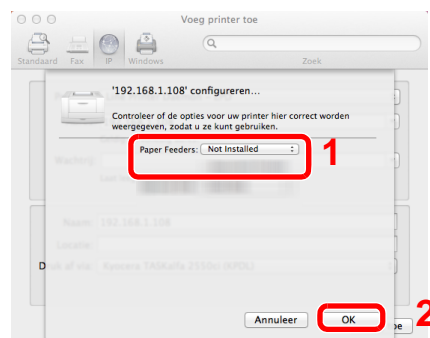 Voeg printer toe
Standaard Fax IP Windows Zoek
'192.168.1.108' configureren...
Controleer of de opties voor uw printer hier correct worden
weergegeven, zodat u ze kunt gebruiken.
Paper Feeders: Not Installed
1
Wachtrij:
Naam: 192.168.1.108
Locatie:
Druk af via: Kyocera TASKalfa 2550ci (KPDL)
Annuleer OK
2